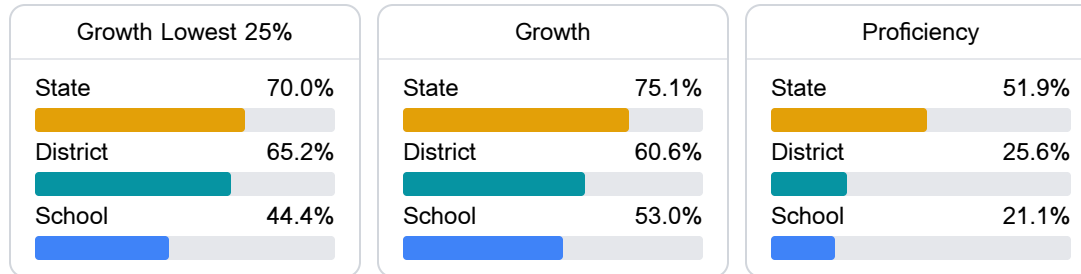 Growth Lowest 25%
State 70.0%
District 65.2%
School 44.4%
Growth
State 75.1%
District 60.6%
School 53.0%
Proficiency
State 51.9%
District 25.6%
School 21.1%